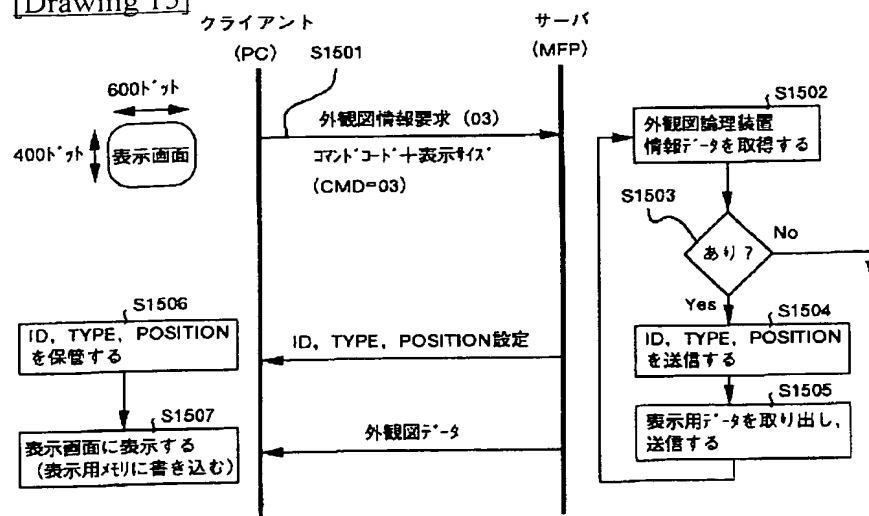 [Drawing 15]
クライアント
(PC)
サーバ
(MFP)
S1501
600ドット
400ドット
表示画面
外観図情報要求 (03)
コマンドコード+表示サイズ
(CMD=03)
S1502
外観図論理装置
情報データを取得する
S1503
あり?
No
Yes
S1504
ID, TYPE, POSITION
を送信する
S1505
表示用データを取り出し,
送信する
S1506
ID, TYPE, POSITION
を保管する
ID, TYPE, POSITION設定
S1507
表示画面に表示する
(表示用メモリに書き込む)
外観図データ